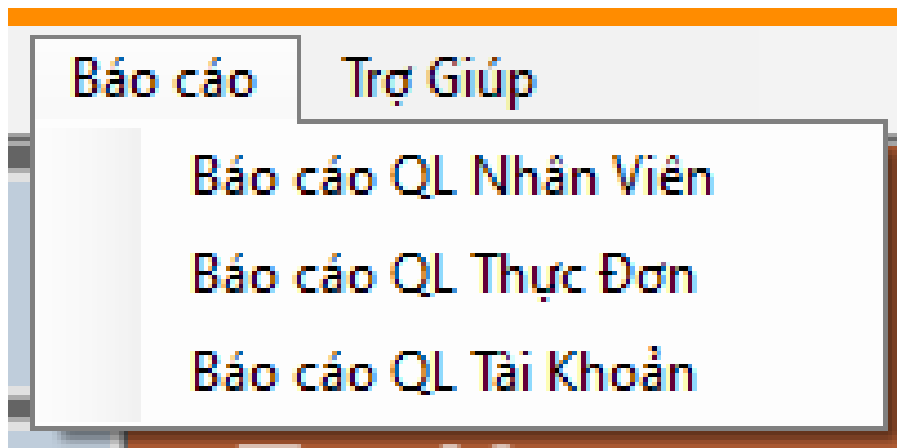 Báo cáo Trợ Giúp
Báo cáo QL Nhân Viên
Báo cáo QL Thực Đơn
Báo cáo QL Tài Khoản